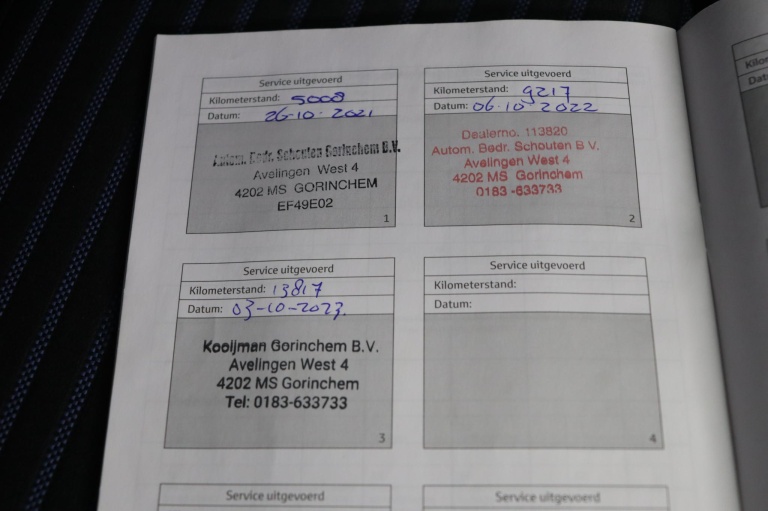 Service uitgevoerd
Kilometerstand: 5008
Datum: 26-10-2021
Autom. Bedr. Schouten Gorinchem B.V.
Avelingen West 4
4202 MS GORINCHEM
EF49E02
1
Service uitgevoerd
Kilometerstand: 9217
Datum: 06-10-2022
Dealerno. 113820
Autom. Bedr. Schouten B V.
Avelingen West 4
4202 MS Gorinchem
0183-633733
2
Service uitgevoerd
Kilometerstand: 13817
Datum: 03-10-2023.
Kooijman Gorinchem B.V.
Avelingen West 4
4202 MS Gorinchem
Tel: 0183-633733
3
Service uitgevoerd
Kilometerstand:
Datum:
4
Service uitgevoerd
Service uitgevoerd